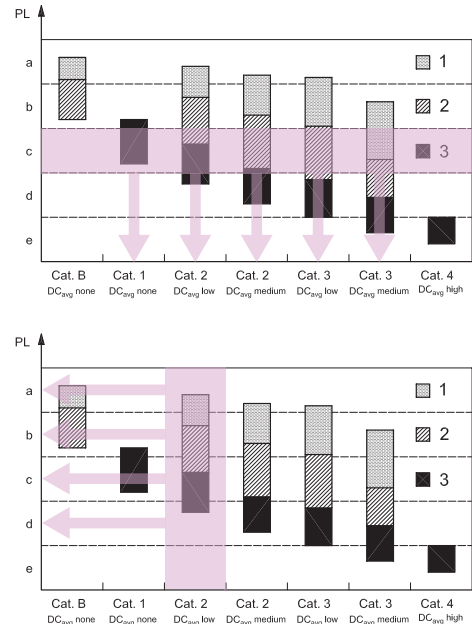 PL
a
1
b
2
c
3
d
e
Cat. B Cat. 1 Cat. 2 Cat. 2 Cat. 3 Cat. 3 Cat. 4
DCavg none DCavg none DCavg low DCavg medium DCavg low DCavg medium DCavg high
PL
a
1
b
2
c
3
d
e
Cat. B Cat. 1 Cat. 2 Cat. 2 Cat. 3 Cat. 3 Cat. 4
DCavg none DCavg none DCavg low DCavg medium DCavg low DCavg medium DCavg high